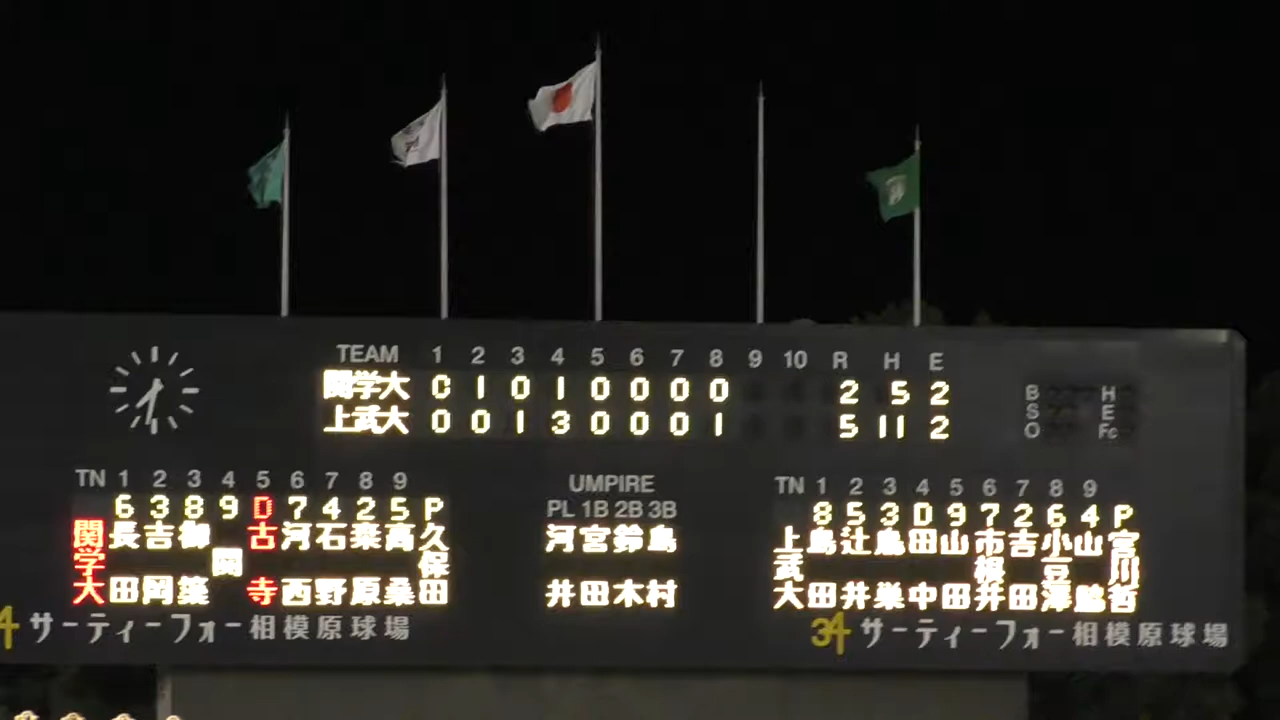 TEAM 1 2 3 4 5 6 7 8 9 10 R H E
関学大 0 1 0 1 0 0 0 0 2 5 2
上武大 0 0 1 3 0 0 0 1 5 11 2
B H
S E
O Fc
TN 1 2 3 4 5 6 7 8 9
6 3 8 9 D 7 4 2 5 P
関学大 長田 吉岡 御築 関 古寺 河西 石野 桑原 高桑 久保田
UMPIRE
PL 1B 2B 3B
河井 宮田 鈴木 島村
TN 1 2 3 4 5 6 7 8 9
8 5 3 D 9 7 2 6 4 P
上武大 島田 辻井 鳥巣 田中 山田 市根井 吉田 小豆澤 山脇 宮川哲
4 サーティーフォー相模原球場
34 サーティーフォー相模原球場